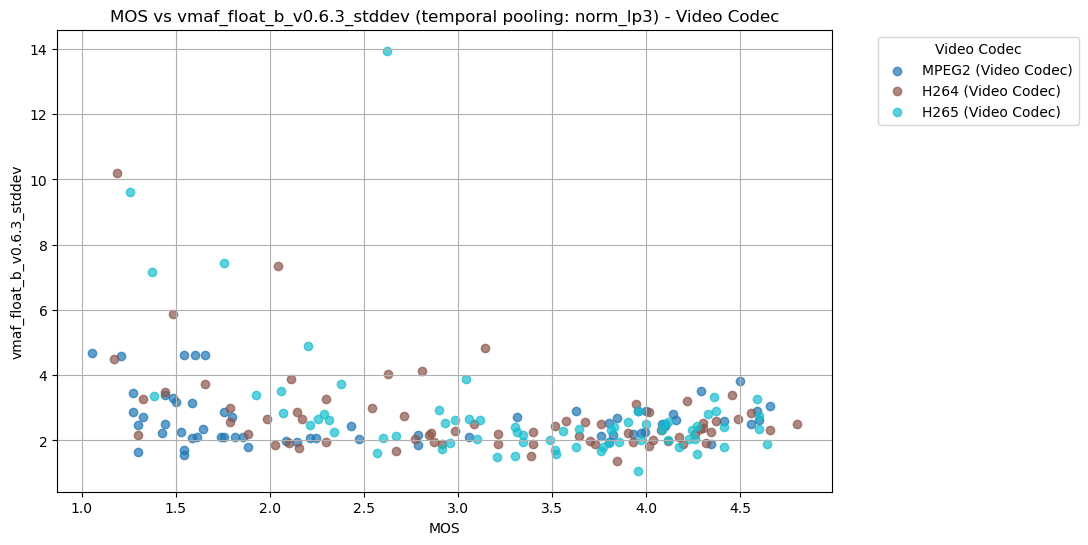 MOS vs vmaf_float_b_v0.6.3_stddev (temporal pooling: norm_lp3) - Video Codec
Video Codec
MPEG2 (Video Codec)
H264 (Video Codec)
H265 (Video Codec)
vmaf_float_b_v0.6.3_stddev
14
12
10
8
6
4
2
1.0 1.5 2.0 2.5 3.0 3.5 4.0 4.5
MOS